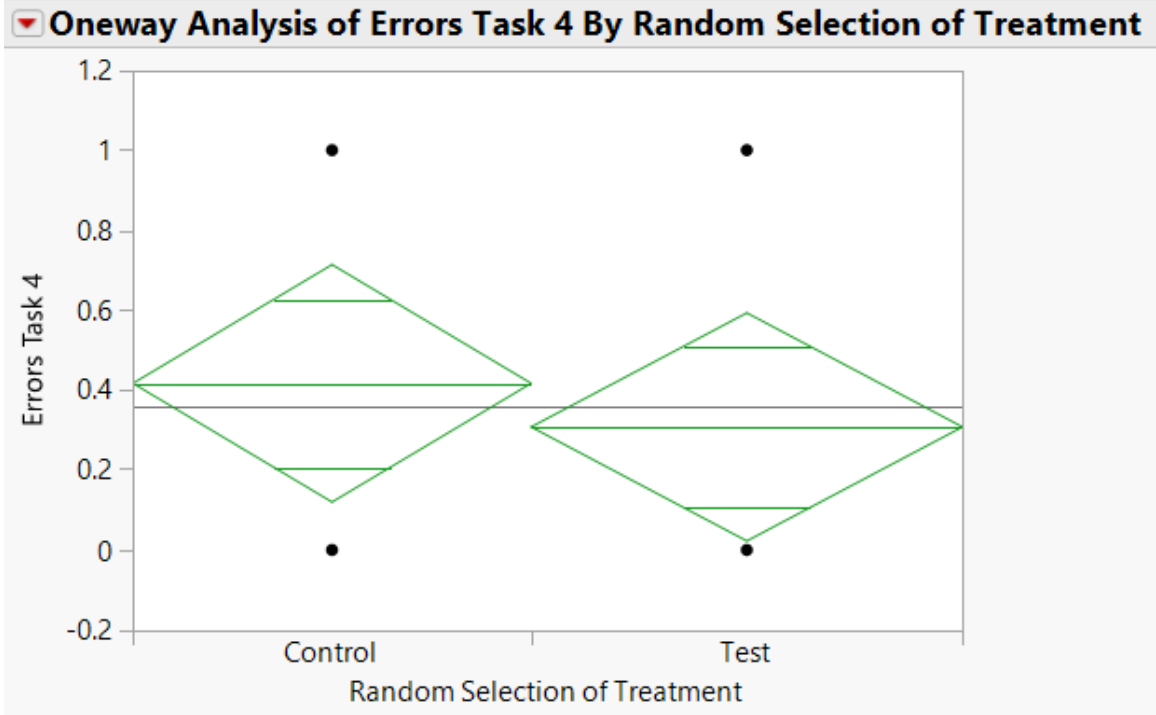 Oneway Analysis of Errors Task 4 By Random Selection of Treatment
1.2
1
0.8
0.6
0.4
0.2
0
-0.2
Errors Task 4
Control Test
Random Selection of Treatment